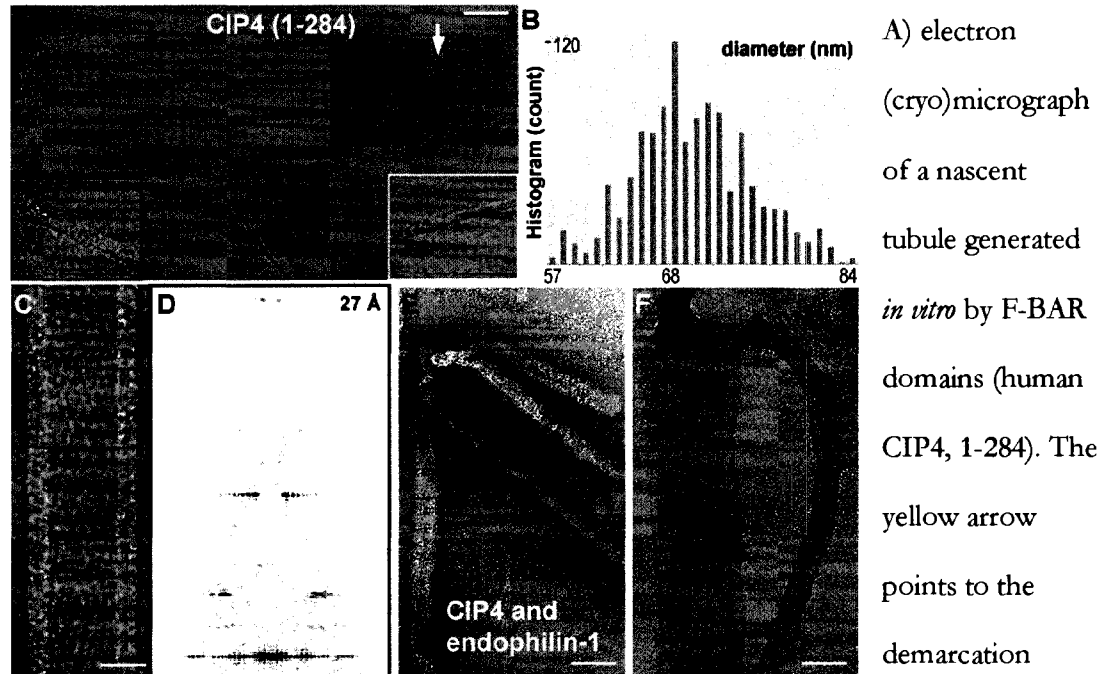 CIP4 (1-284)
B
120
diameter (nm)
Histogram (count)
57
68
84
C
D
27 Å
E
CIP4 and
endophilin-1
F
A) electron
(cryo)micrograph
of a nascent
tubule generated
in vitro by F-BAR
domains (human
CIP4, 1-284). The
yellow arrow
points to the
demarcation